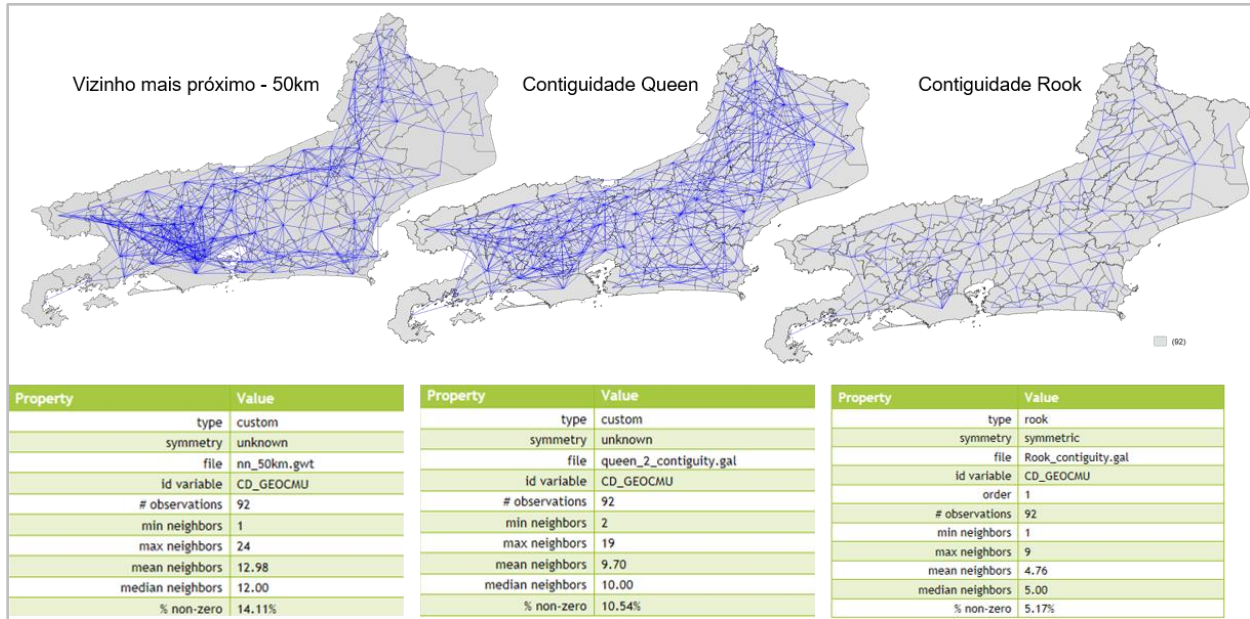 Vizinho mais próximo - 50km
Contiguidade Queen
Contiguidade Rook
(92)
Property Value
type custom
symmetry unknown
file nn_50km.gwt
id variable CD_GEOCMU
# observations 92
min neighbors 1
max neighbors 24
mean neighbors 12.98
median neighbors 12.00
% non-zero 14.11%
Property Value
type custom
symmetry unknown
file queen_2_contiguity.gal
id variable CD_GEOCMU
# observations 92
min neighbors 2
max neighbors 19
mean neighbors 9.70
median neighbors 10.00
% non-zero 10.54%
Property Value
type rook
symmetry symmetric
file Rook_contiguity.gal
id variable CD_GEOCMU
order 1
# observations 92
min neighbors 1
max neighbors 9
mean neighbors 4.76
median neighbors 5.00
% non-zero 5.17%